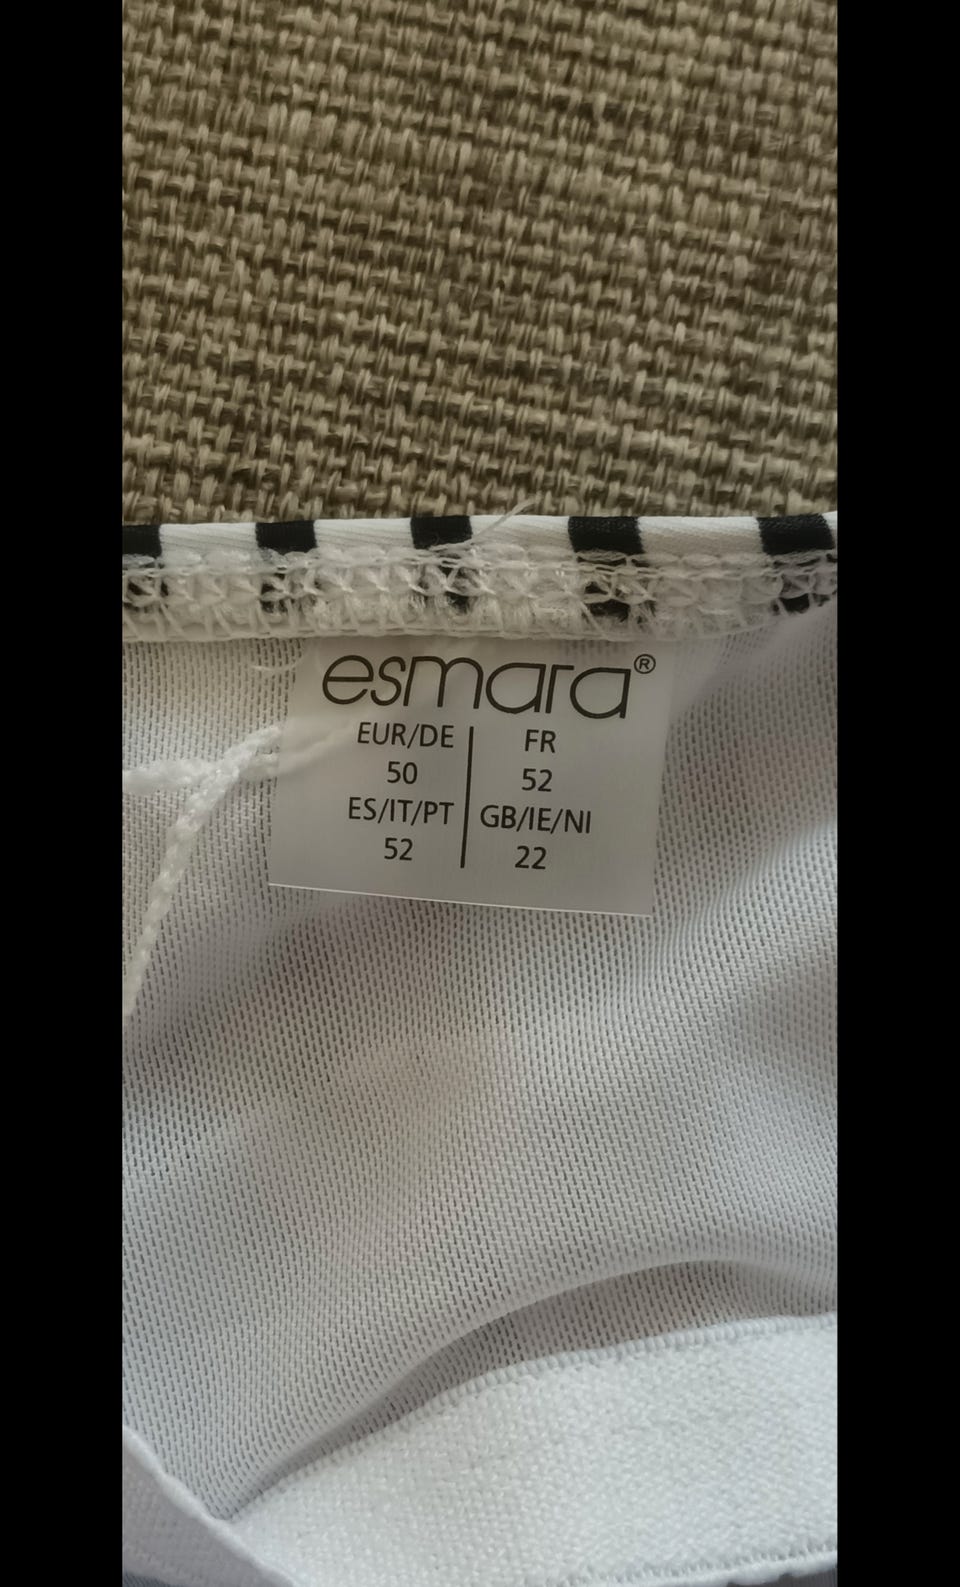 esmara®
EUR/DE | FR
50 | 52
ES/IT/PT | GB/IE/NI
52 | 22